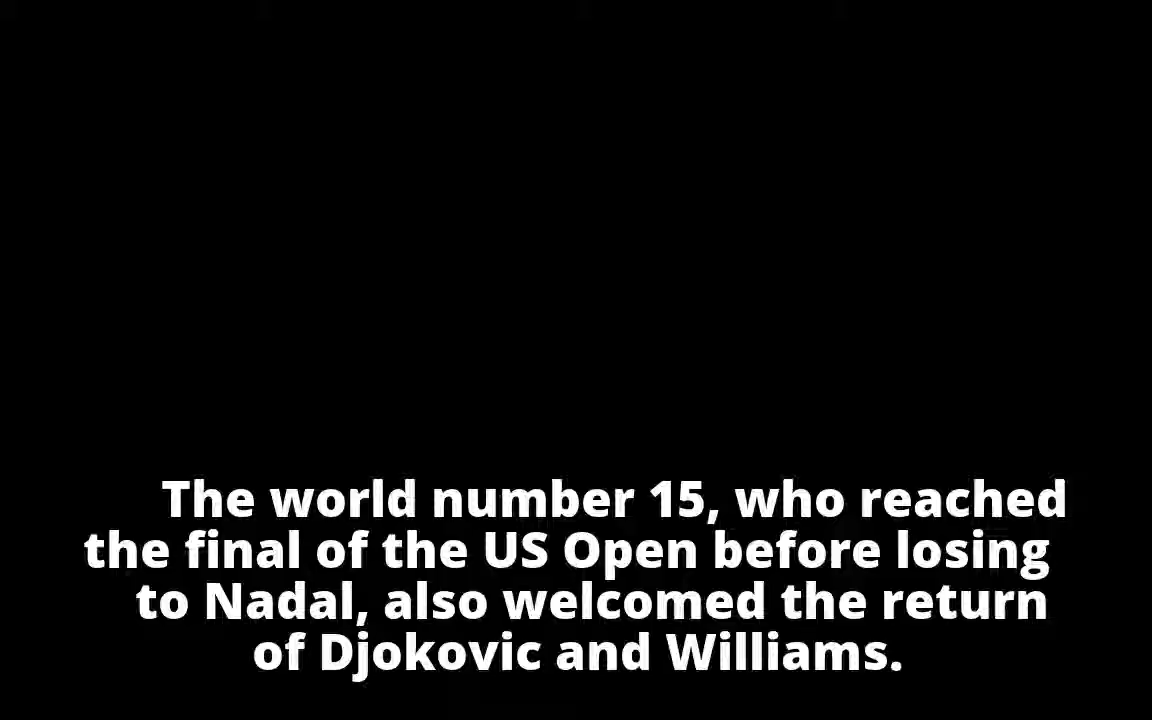 The world number 15, who reached
the final of the US Open before losing
to Nadal, also welcomed the return
of Djokovic and Williams.